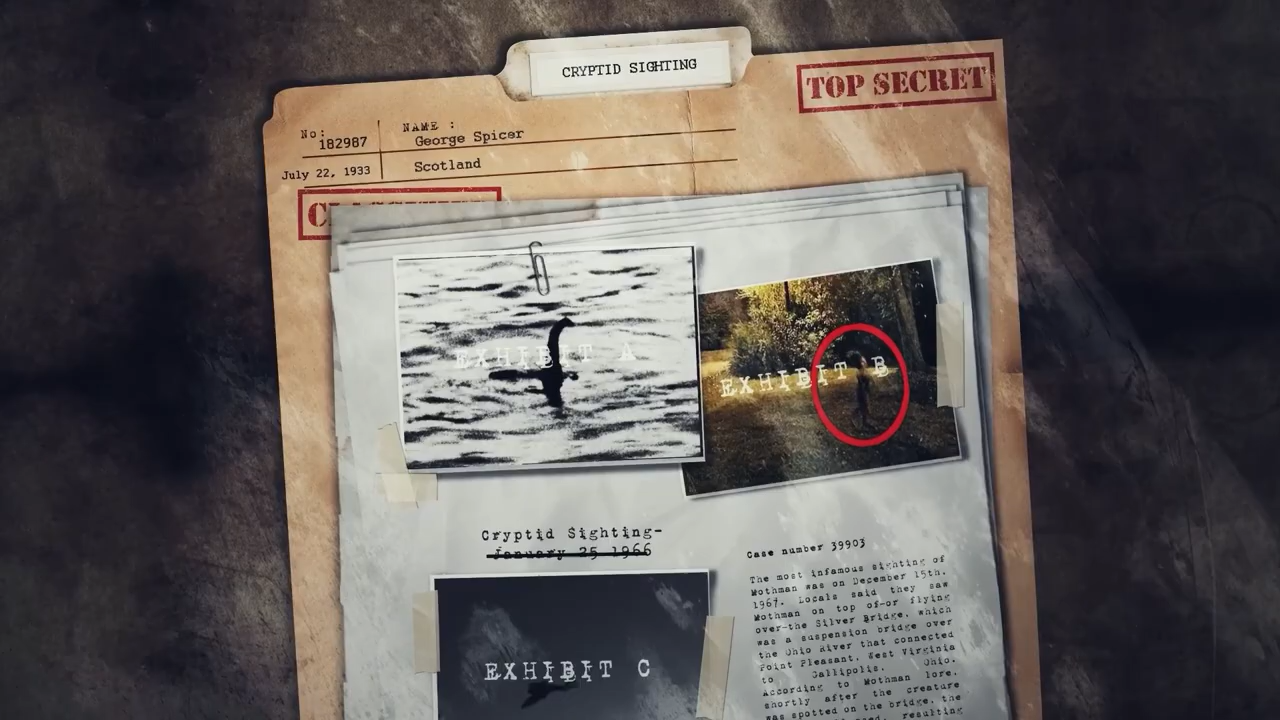 CRYPTID SIGHTING
TOP SECRET
No:
182987
NAME :
George Spicer
July 22, 1933
Scotland
EXHIBIT A
EXHIBIT B
Cryptid Sighting-
January 25 1966
EXHIBIT C
Case number 39903
The most infamous sighting of
Mothman was on December 15th,
1967. Locals said they saw
Mothman on top of-or flying
over-the Silver Bridge, which
was a suspension bridge over
the Ohio River that connected
Point Pleasant, West Virginia
to Gallipolis, Ohio.
According to Mothman lore,
shortly after the creature
was spotted on the bridge, the
resulting